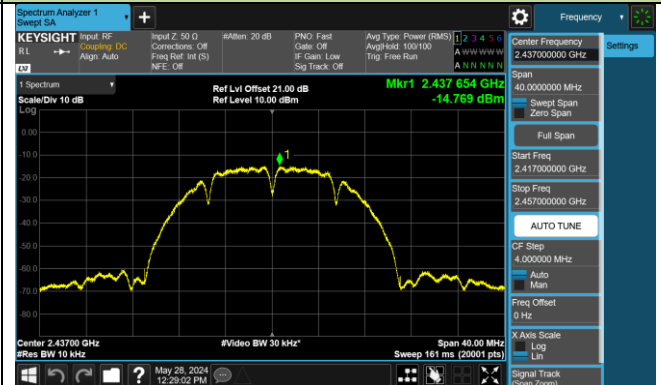 Spectrum Analyzer 1
Swept SA
+
Frequency
KEYSIGHT Input: RF Input Z: 50 Ω #Atten: 20 dB PNO: Fast Avg Type: Power (RMS) 1 2 3 4 5 6
RL Coupling: DC Corrections: Off Gate: Off Avg|Hold: 100/100 A W W W W W
Align: Auto Freq Ref: Int (S) IF Gain: Low Trig: Free Run
LXI NFE: Off Sig Track: Off A N N N N N
1 Spectrum
Scale/Div 10 dB
Ref Lvl Offset 21.00 dB
Ref Level 10.00 dBm
Mkr1 2.437 654 GHz
-14.769 dBm
Log
0.00
-10.0
1
-20.0
-30.0
-40.0
-50.0
-60.0
-70.0
-80.0
Center 2.43700 GHz #Video BW 30 kHz* Span 40.00 MHz
#Res BW 10 kHz Sweep 161 ms (20001 pts)
? May 28, 2024
12:29:02 PM
Center Frequency
2.437000000 GHz
Settings
Span
40.0000000 MHz
Swept Span
Zero Span
Full Span
Start Freq
2.417000000 GHz
Stop Freq
2.457000000 GHz
AUTO TUNE
CF Step
4.000000 MHz
Auto
Man
Freq Offset
0 Hz
X Axis Scale
Log
Lin
Signal Track
(Span Zoom)